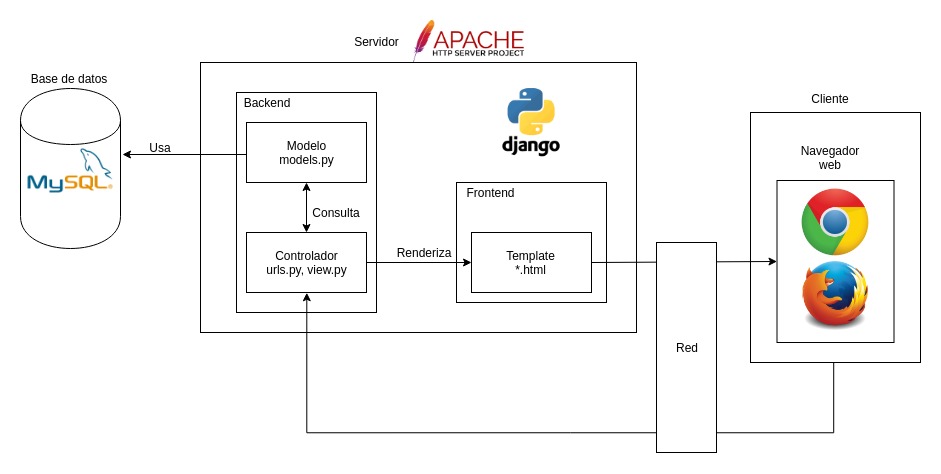 Servidor
APACHE
HTTP SERVER PROJECT
Base de datos
MySQL
Usa
Backend
Modelo
models.py
Consulta
Controlador
urls.py, view.py
Renderiza
django
Frontend
Template
*.html
Red
Cliente
Navegador
web